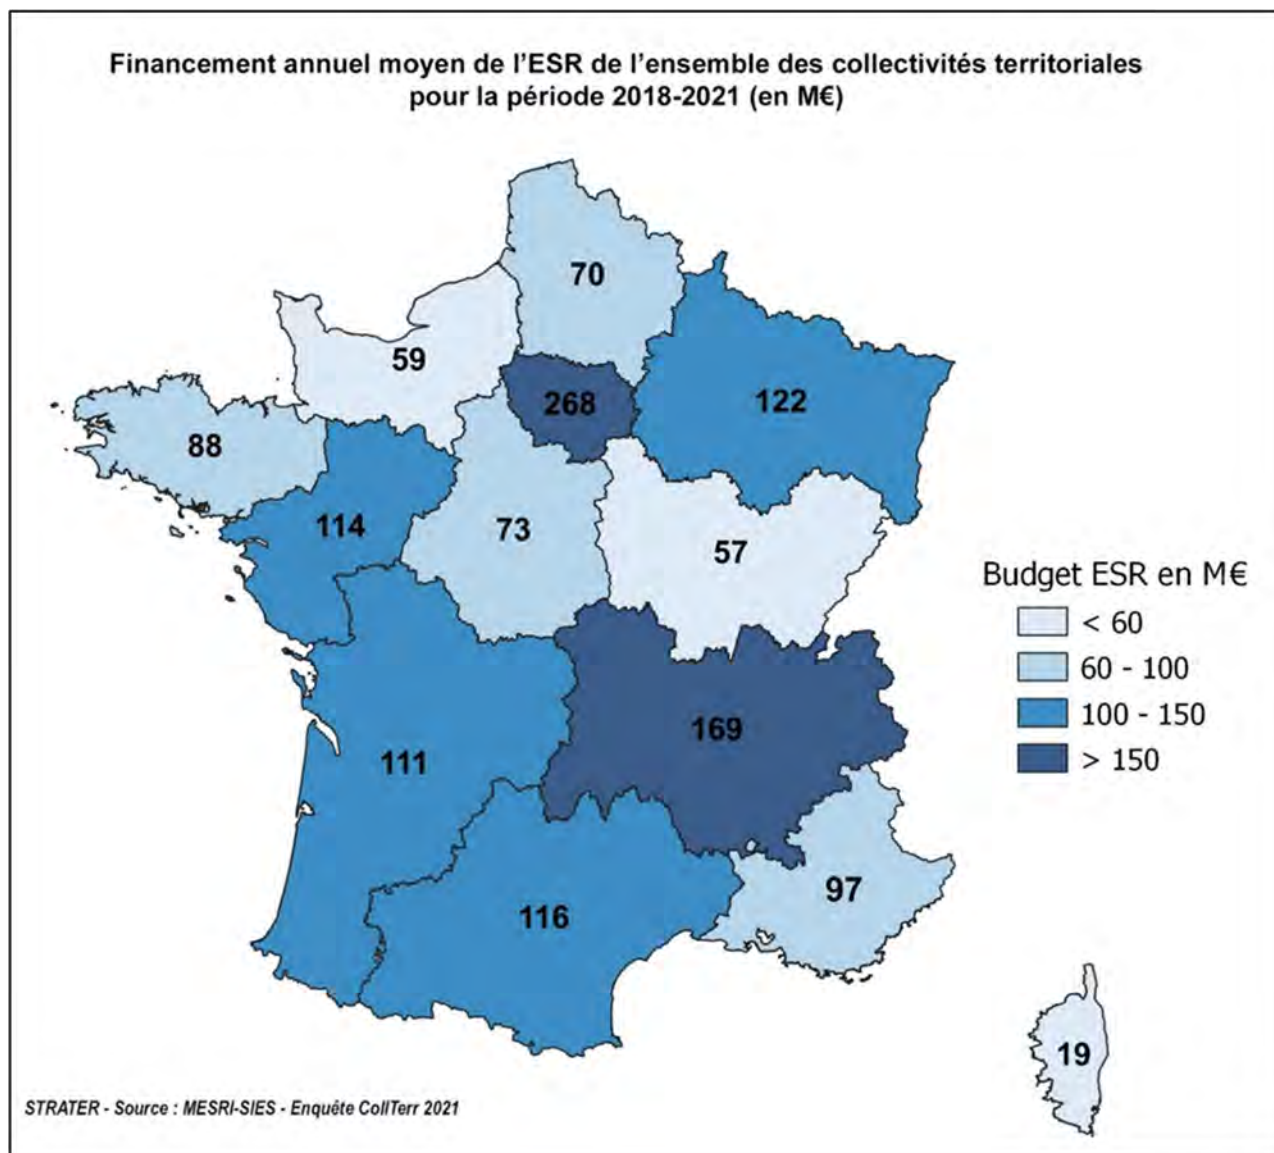 Financement annuel moyen de l’ESR de l’ensemble des collectivités territoriales
pour la période 2018-2021 (en M€)
70
59
268
122
88
114
73
57
Budget ESR en M€
< 60
60 - 100
100 - 150
> 150
169
111
97
116
19
STRATER - Source : MESRI-SIES - Enquête CollTerr 2021